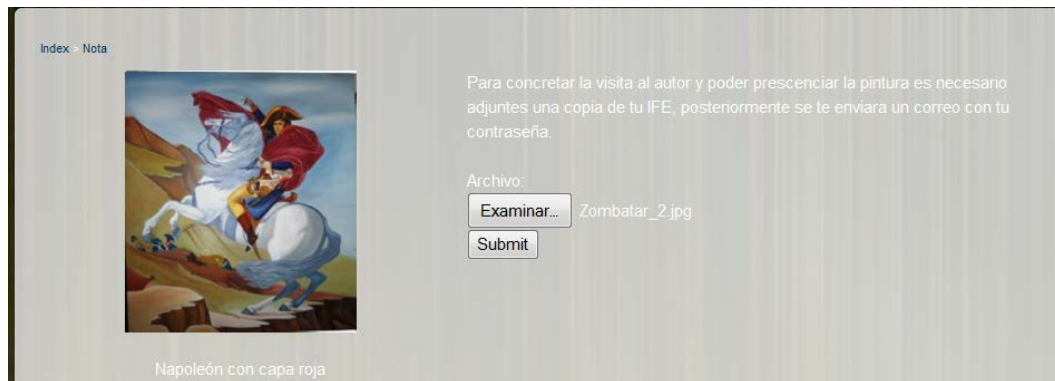 Index > Nota
Para concretar la visita al autor y poder prescenciar la pintura es necesario
adjuntes una copia de tu IFE, posteriormente se te enviara un correo con tu
contraseña.
Archivo:
Examinar... Zombatar_2.jpg
Submit
Napoleón con capa roja